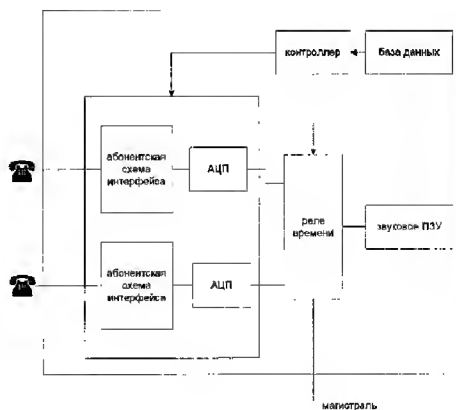 контроллер
база данных
абонентская
схема
интерфейса
АЦП
реле
времени
звуковое ПЗУ
абонентская
схема
интерфейса
АЦП
магистраль